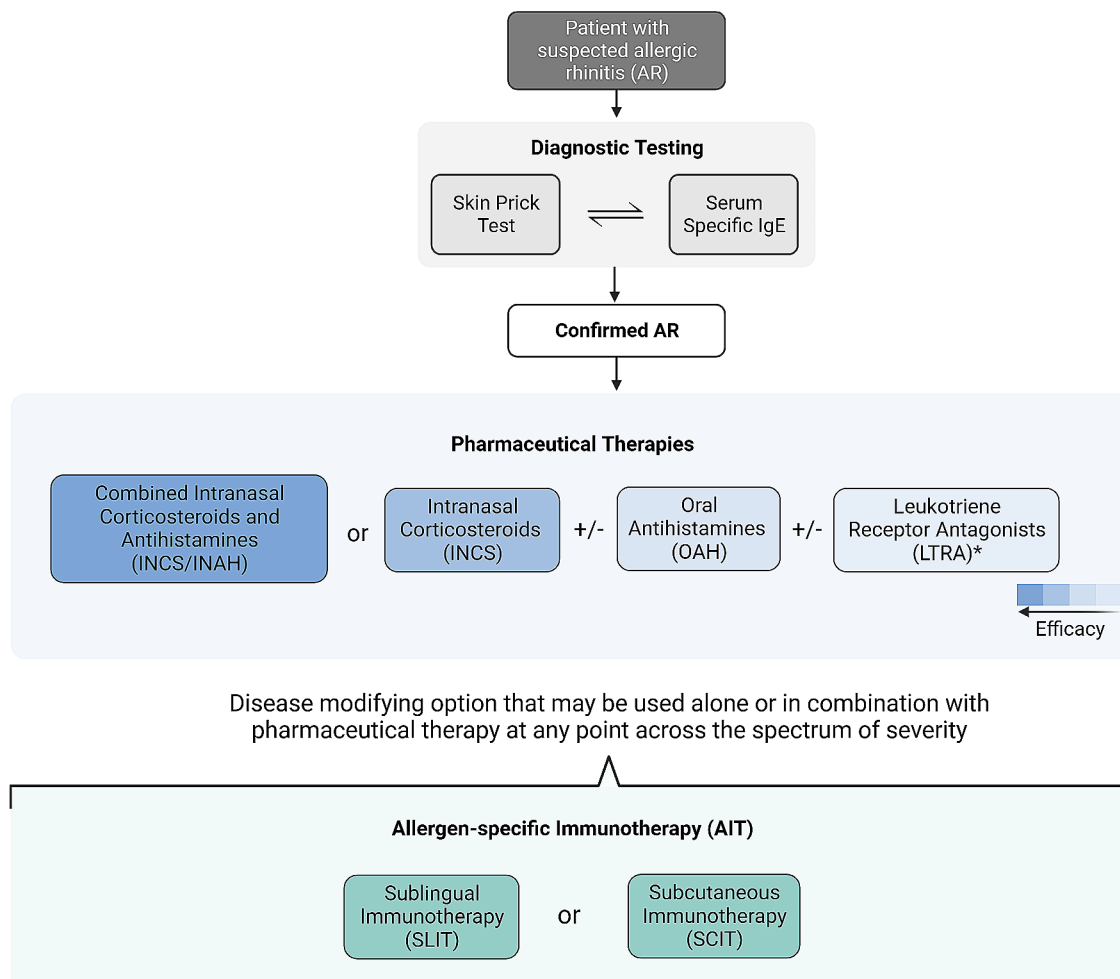 Patient with
suspected allergic
rhinitis (AR)
Diagnostic Testing
Skin Prick
Test
Serum
Specific IgE
Confirmed AR
Pharmaceutical Therapies
Combined Intranasal
Corticosteroids and
Antihistamines
(INCS/INAH)
or
Intranasal
Corticosteroids
(INCS)
+/-
Oral
Antihistamines
(OAH)
+/-
Leukotriene
Receptor Antagonists
(LTRA)*
Efficacy
Disease modifying option that may be used alone or in combination with
pharmaceutical therapy at any point across the spectrum of severity
Allergen-specific Immunotherapy (AIT)
Sublingual
Immunotherapy
(SLIT)
or
Subcutaneous
Immunotherapy
(SCIT)